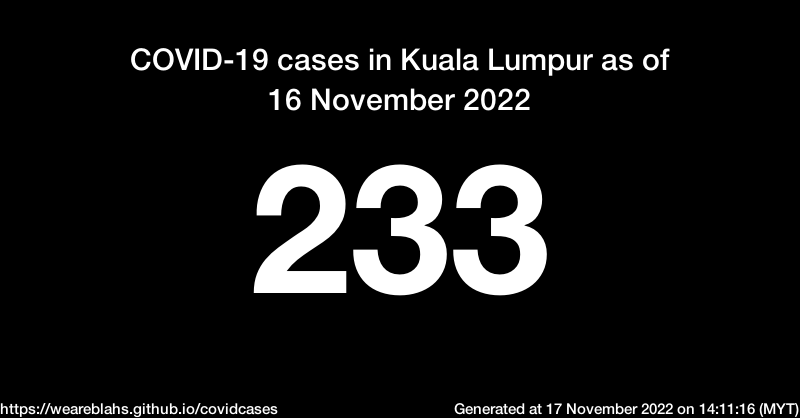 COVID-19 cases in Kuala Lumpur as of
16 November 2022
233
https://weareblahs.github.io/covidcases
Generated at 17 November 2022 on 14:11:16 (MYT)